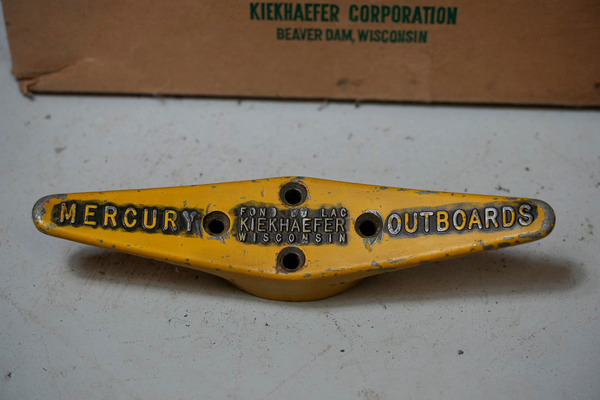 KIEKHAEFER CORPORATION
BEAVER DAM, WISCONSIN
MERCURY
FOND DU LAC
KIEKHAEFER
WISCONSIN
OUTBOARDS